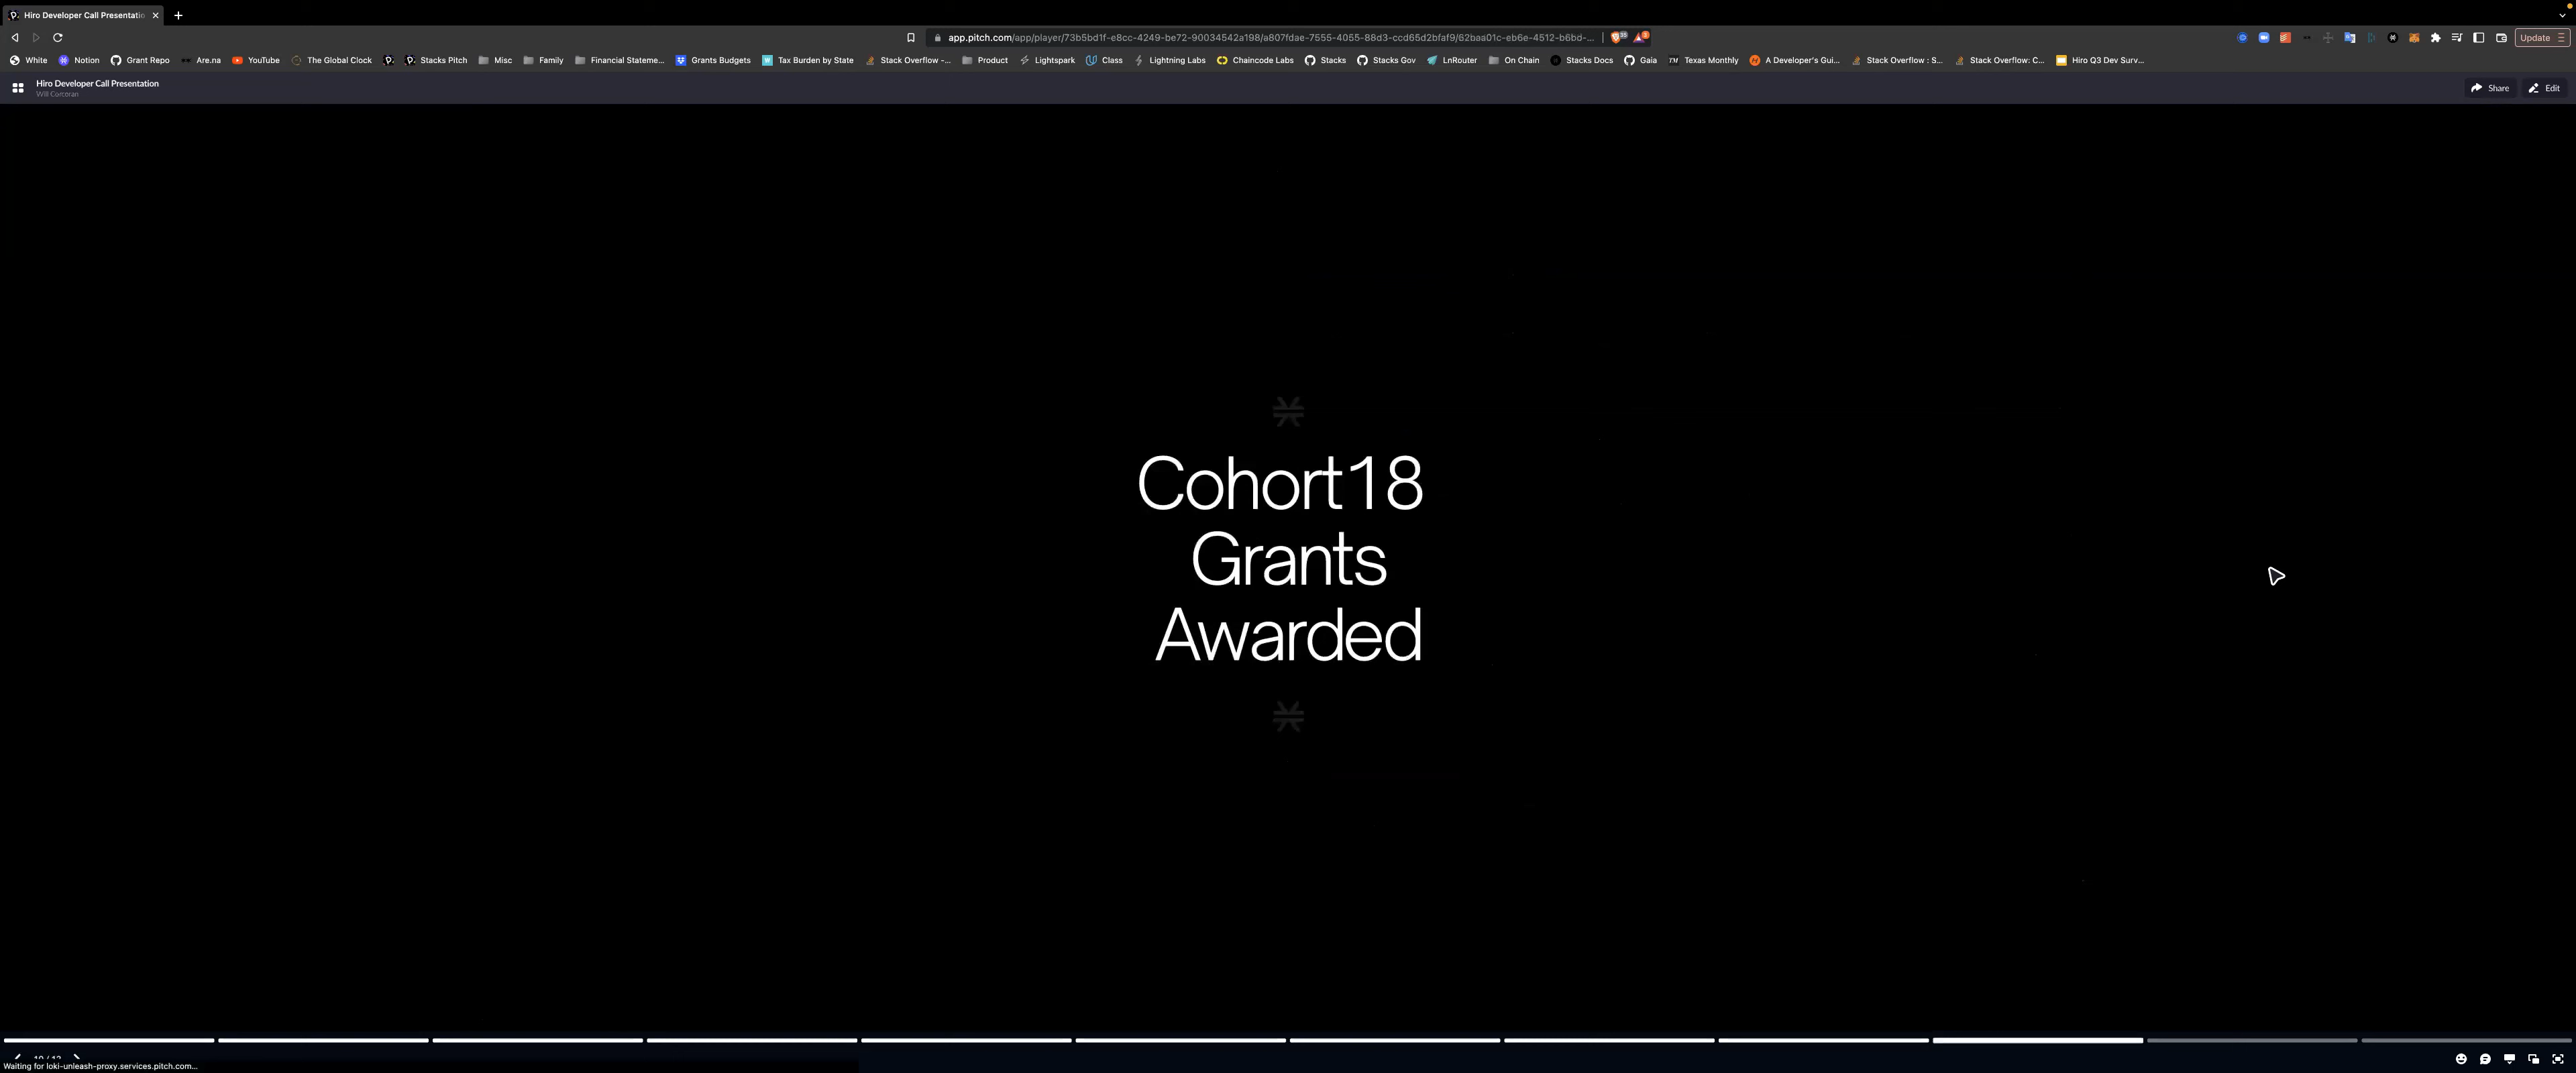 Hiro Developer Call Presentatio
app.pitch.com/app/player/73b5bd1f-e8cc-4249-be72-90034542a198/a807fdae-7555-4055-88d3-ccd65d2bfaf9/62baa01c-eb6e-4512-b6bd-...
Update
White Notion Grant Repo Are.na YouTube The Global Clock Stacks Pitch Misc Family Financial Stateme... Grants Budgets Tax Burden by State Stack Overflow -... Product Lightspark Class Lightning Labs Chaincode Labs Stacks Stacks Gov LnRouter On Chain Stacks Docs Gaia Texas Monthly A Developer's Gui... Stack Overflow : S... Stack Overflow: C... Hiro Q3 Dev Surv...
Hiro Developer Call Presentation
Will Corcoran
Share Edit
Cohort18
Grants
Awarded
10 / 12
Waiting for loki-unleash-proxy.services.pitch.com...